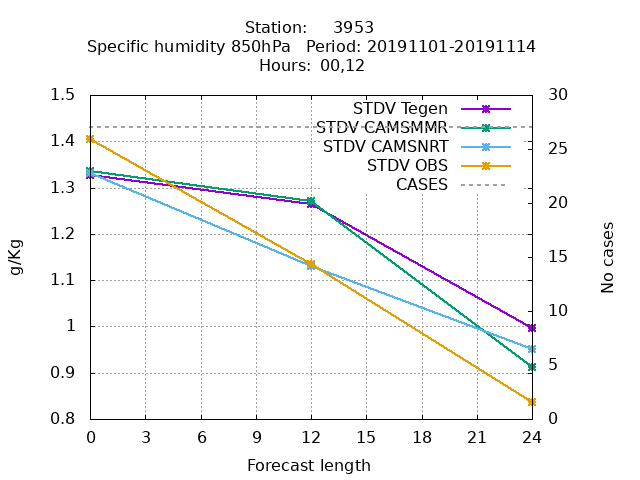 Station: 3953
Specific humidity 850hPa Period: 20191101-20191114
Hours: 00,12
1.5
1.4
1.3
1.2
1.1
1
0.9
0.8
g/Kg
STDV Tegen
STDV CAMSMMR
STDV CAMSNRT
STDV OBS
CASES
30
25
20
15
10
5
0
No cases
0 3 6 9 12 15 18 21 24
Forecast length